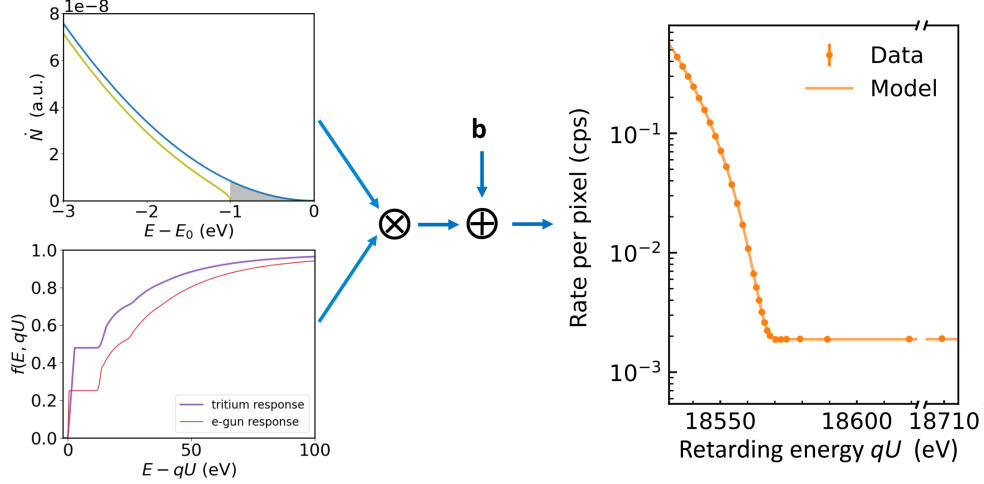 1e−8
8
6
4
2
0
Ṅ (a.u.)
−3 −2 −1 0
E − E₀ (eV)
1.0
0.8
0.6
0.4
0.2
0.0
f(E, qU)
tritium response
e-gun response
0 50 100
E − qU (eV)
b
Data
Model
Rate per pixel (cps)
10⁻¹
10⁻²
10⁻³
18550 18600 18710
Retarding energy qU (eV)